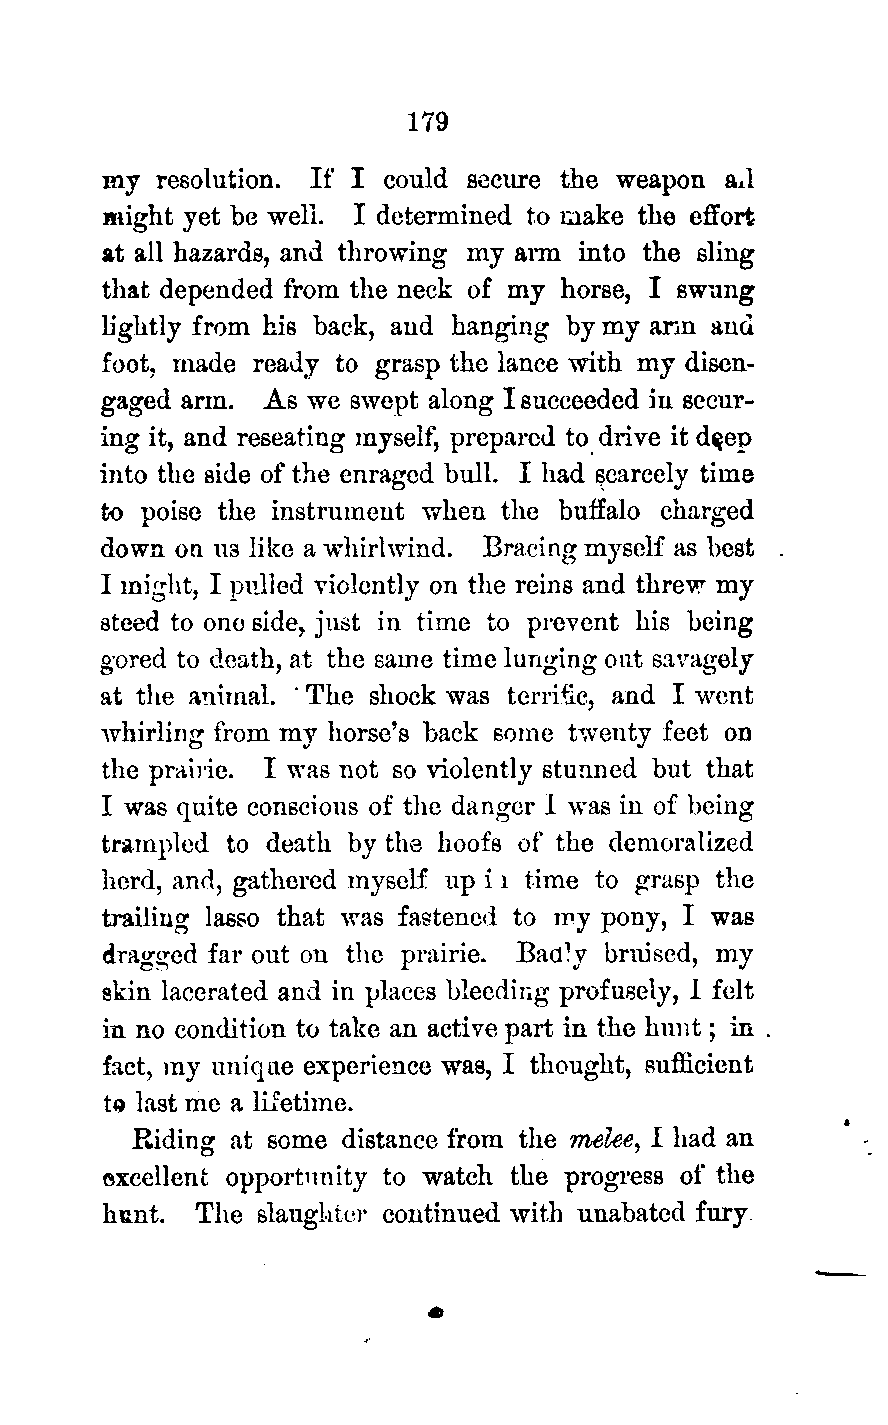 179
my resolution. If I could secure the weapon all
might yet be well. I determined to make the effort
at all hazards, and throwing my arm into the sling
that depended from the neck of my horse, I swung
lightly from his back, and hanging by my arm and
foot, made ready to grasp the lance with my disen-
gaged arm. As we swept along I succeeded in secur-
ing it, and reseating myself, prepared to drive it deep
into the side of the enraged bull. I had scarcely time
to poise the instrument when the buffalo charged
down on us like a whirlwind. Bracing myself as best
I might, I pulled violently on the reins and threw my
steed to one side, just in time to prevent his being
gored to death, at the same time lunging out savagely
at the animal. The shock was terrific, and I went
whirling from my horse's back some twenty feet on
the prairie. I was not so violently stunned but that
I was quite conscious of the danger I was in of being
trampled to death by the hoofs of the demoralized
herd, and, gathered myself up in time to grasp the
trailing lasso that was fastened to my pony, I was
dragged far out on the prairie. Badly bruised, my
skin lacerated and in places bleeding profusely, I felt
in no condition to take an active part in the hunt; in
fact, my unique experience was, I thought, sufficient
to last me a lifetime.
Riding at some distance from the melee, I had an
excellent opportunity to watch the progress of the
hunt. The slaughter continued with unabated fury